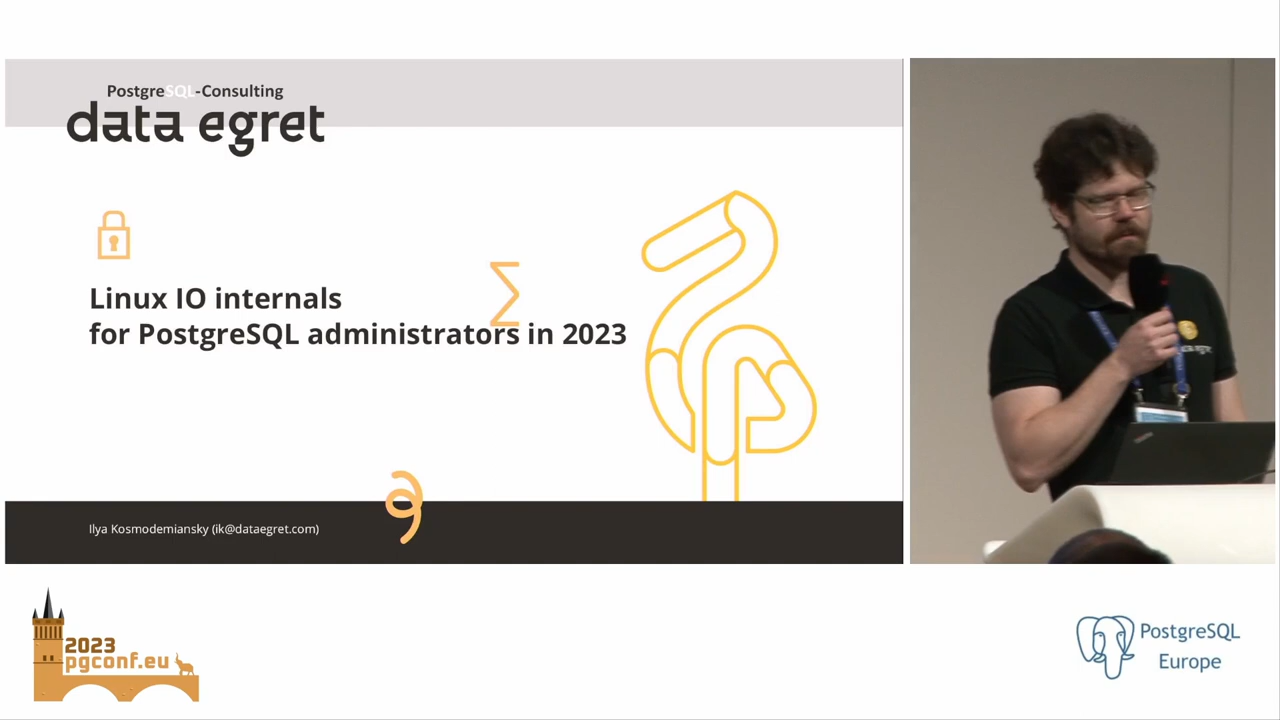 PostgreSQL-Consulting
data egret
Linux IO internals
for PostgreSQL administrators in 2023
Ilya Kosmodemiansky (ik@dataegret.com)
2023
pgconf.eu
PostgreSQL
Europe